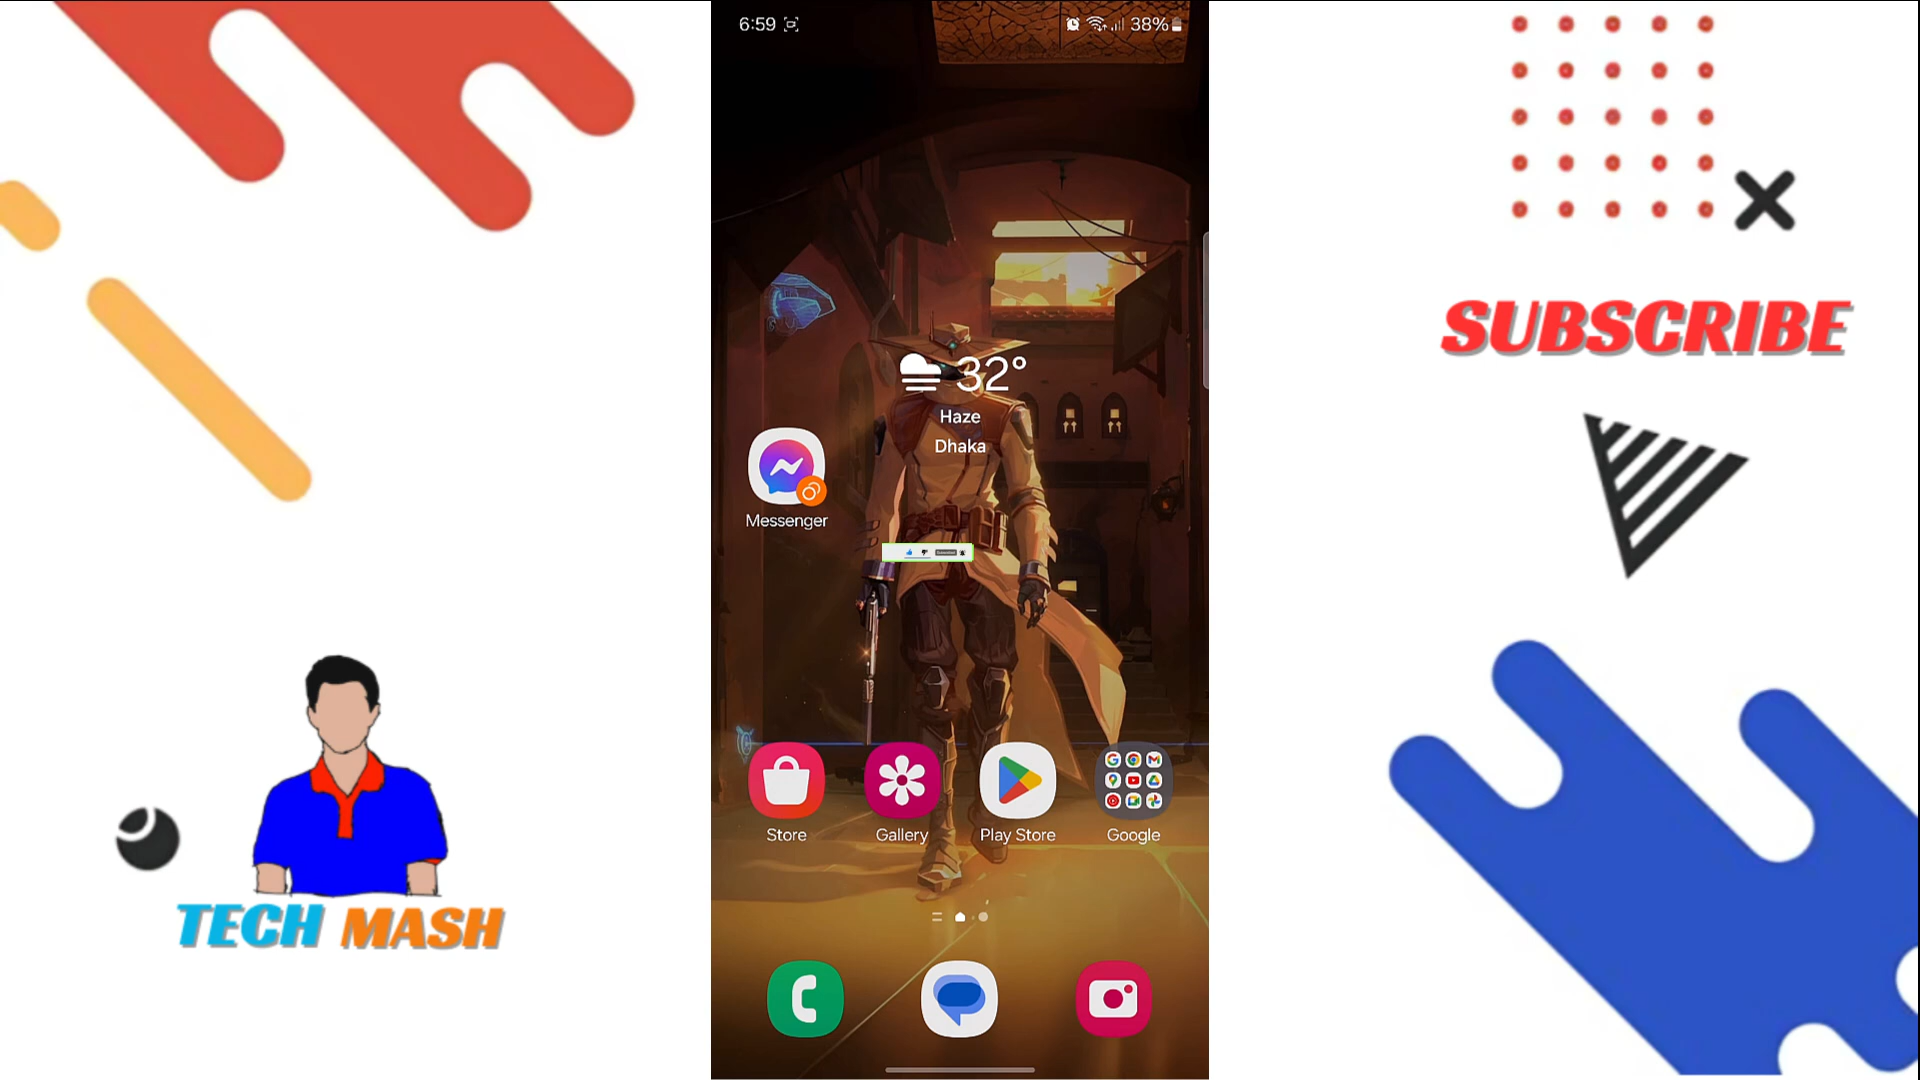 6:59
38%
SUBSCRIBE
32°
Haze
Dhaka
Messenger
Store
Gallery
Play Store
Google
TECH MASH